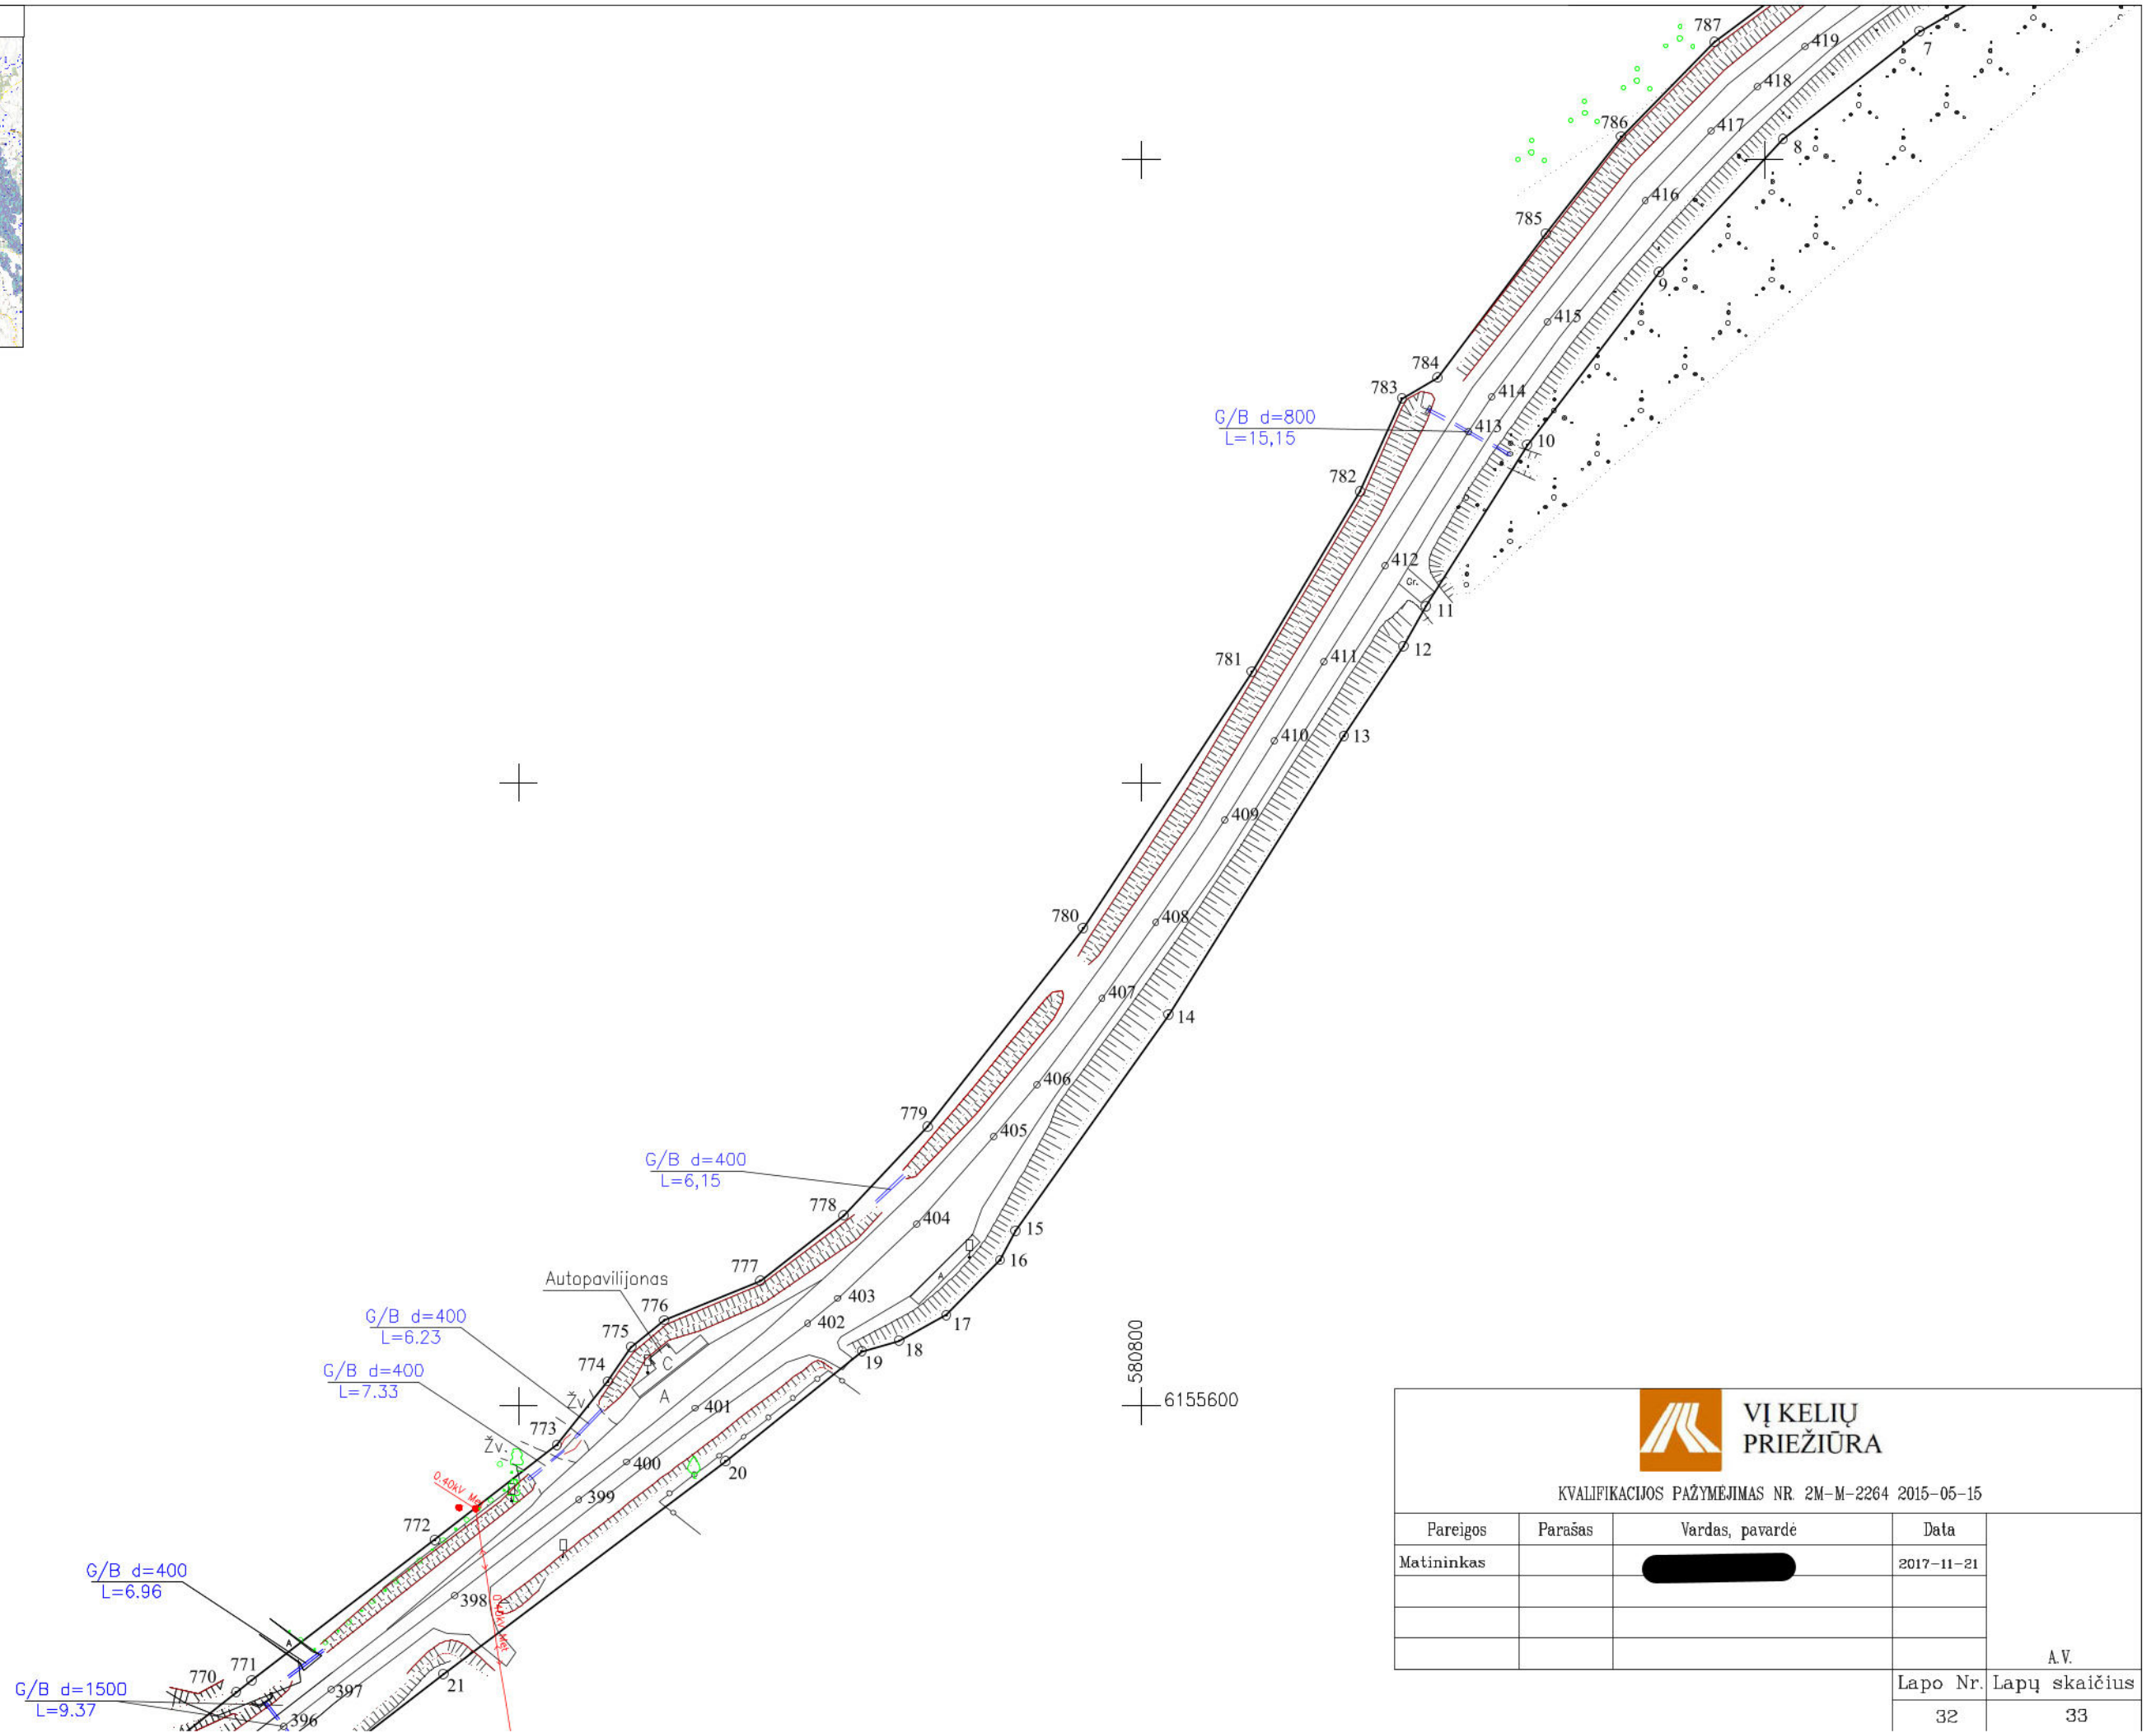 787
419
7
418
417
786
8
416
785
9
415
784
414
783
G/B d=800
L=15,15
413
10
782
412
Gr.
11
12
781
411
410
13
409
780
408
407
14
406
779
405
G/B d=400
L=6,15
778
404
15
16
A
777
Autopavilijonas
403
776
402
17
G/B d=400
L=6.23
775
18
19
C
774
G/B d=400
L=7.33
580800
Žv.
A
6155600
401
773
Žv.
400
20
0.40kV Met
399
772
G/B d=400
L=6.96
398
0.40kV Met
A
770
771
21
G/B d=1500
L=9.37
397
396
VĮ KELIŲ
PRIEŽIŪRA
KVALIFIKACIJOS PAŽYMĖJIMAS NR. 2M-M-2264 2015-05-15
Pareigos Parašas Vardas, pavardė Data
Matininkas 2017-11-21
A.V.
Lapo Nr. Lapų skaičius
32 33